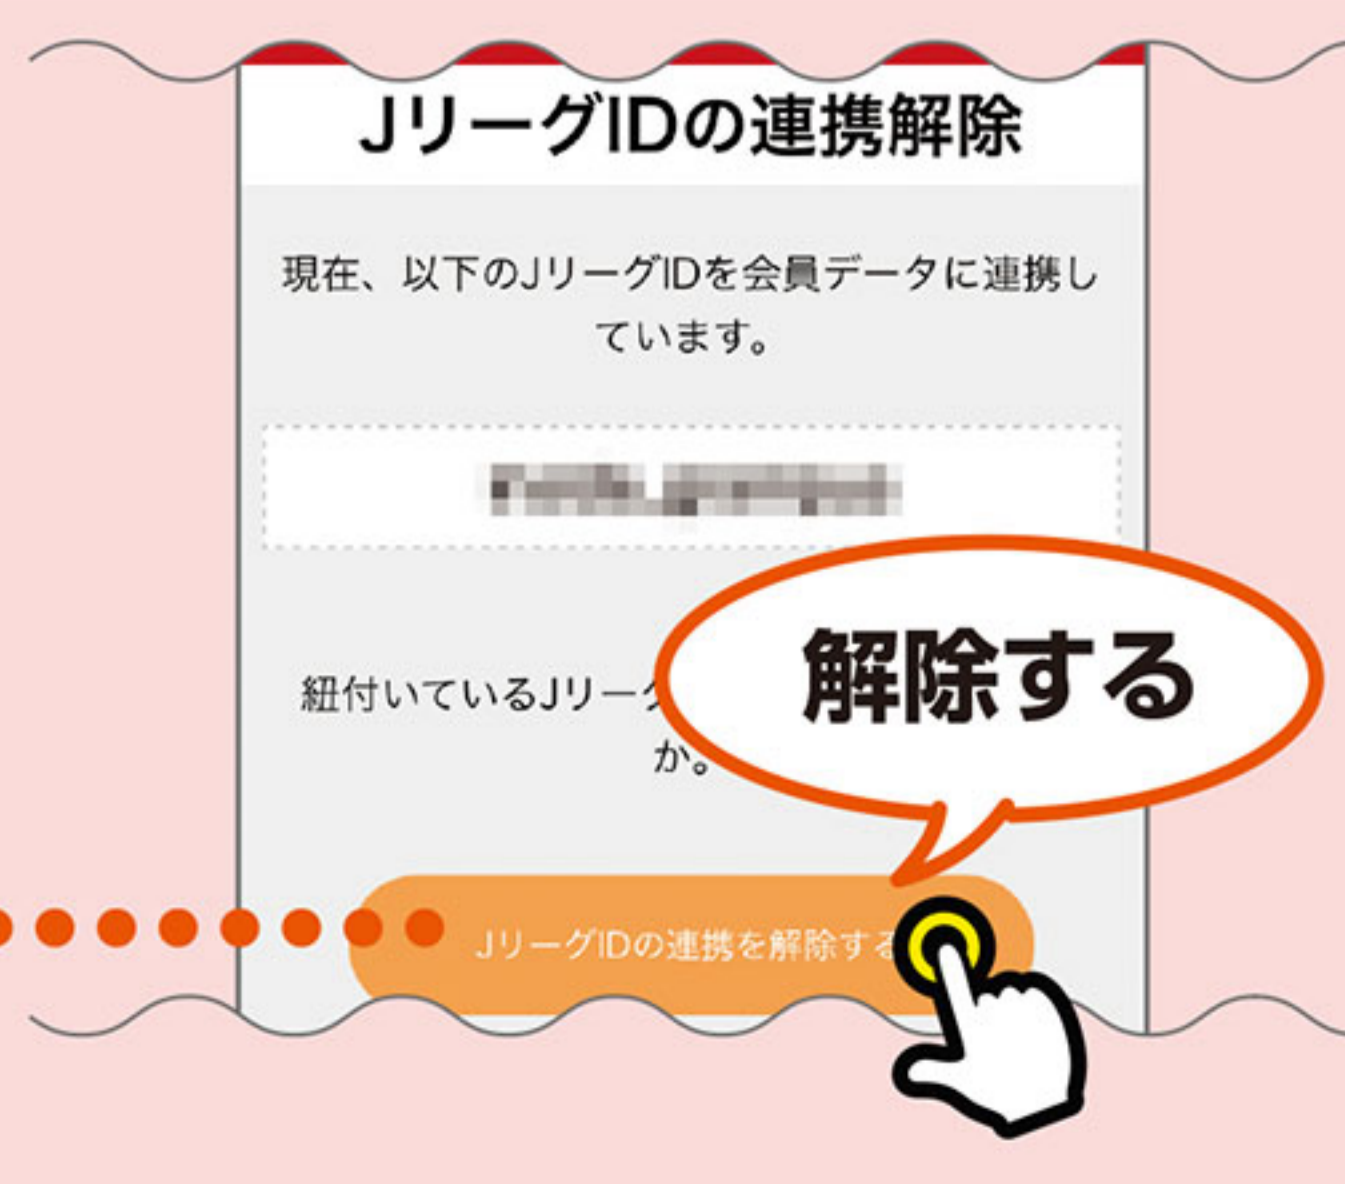 JリーグIDの連携解除
現在、以下のJリーグIDを会員データに連携し
ています。
紐付いているJリー
か。
解除する
JリーグIDの連携を解除する